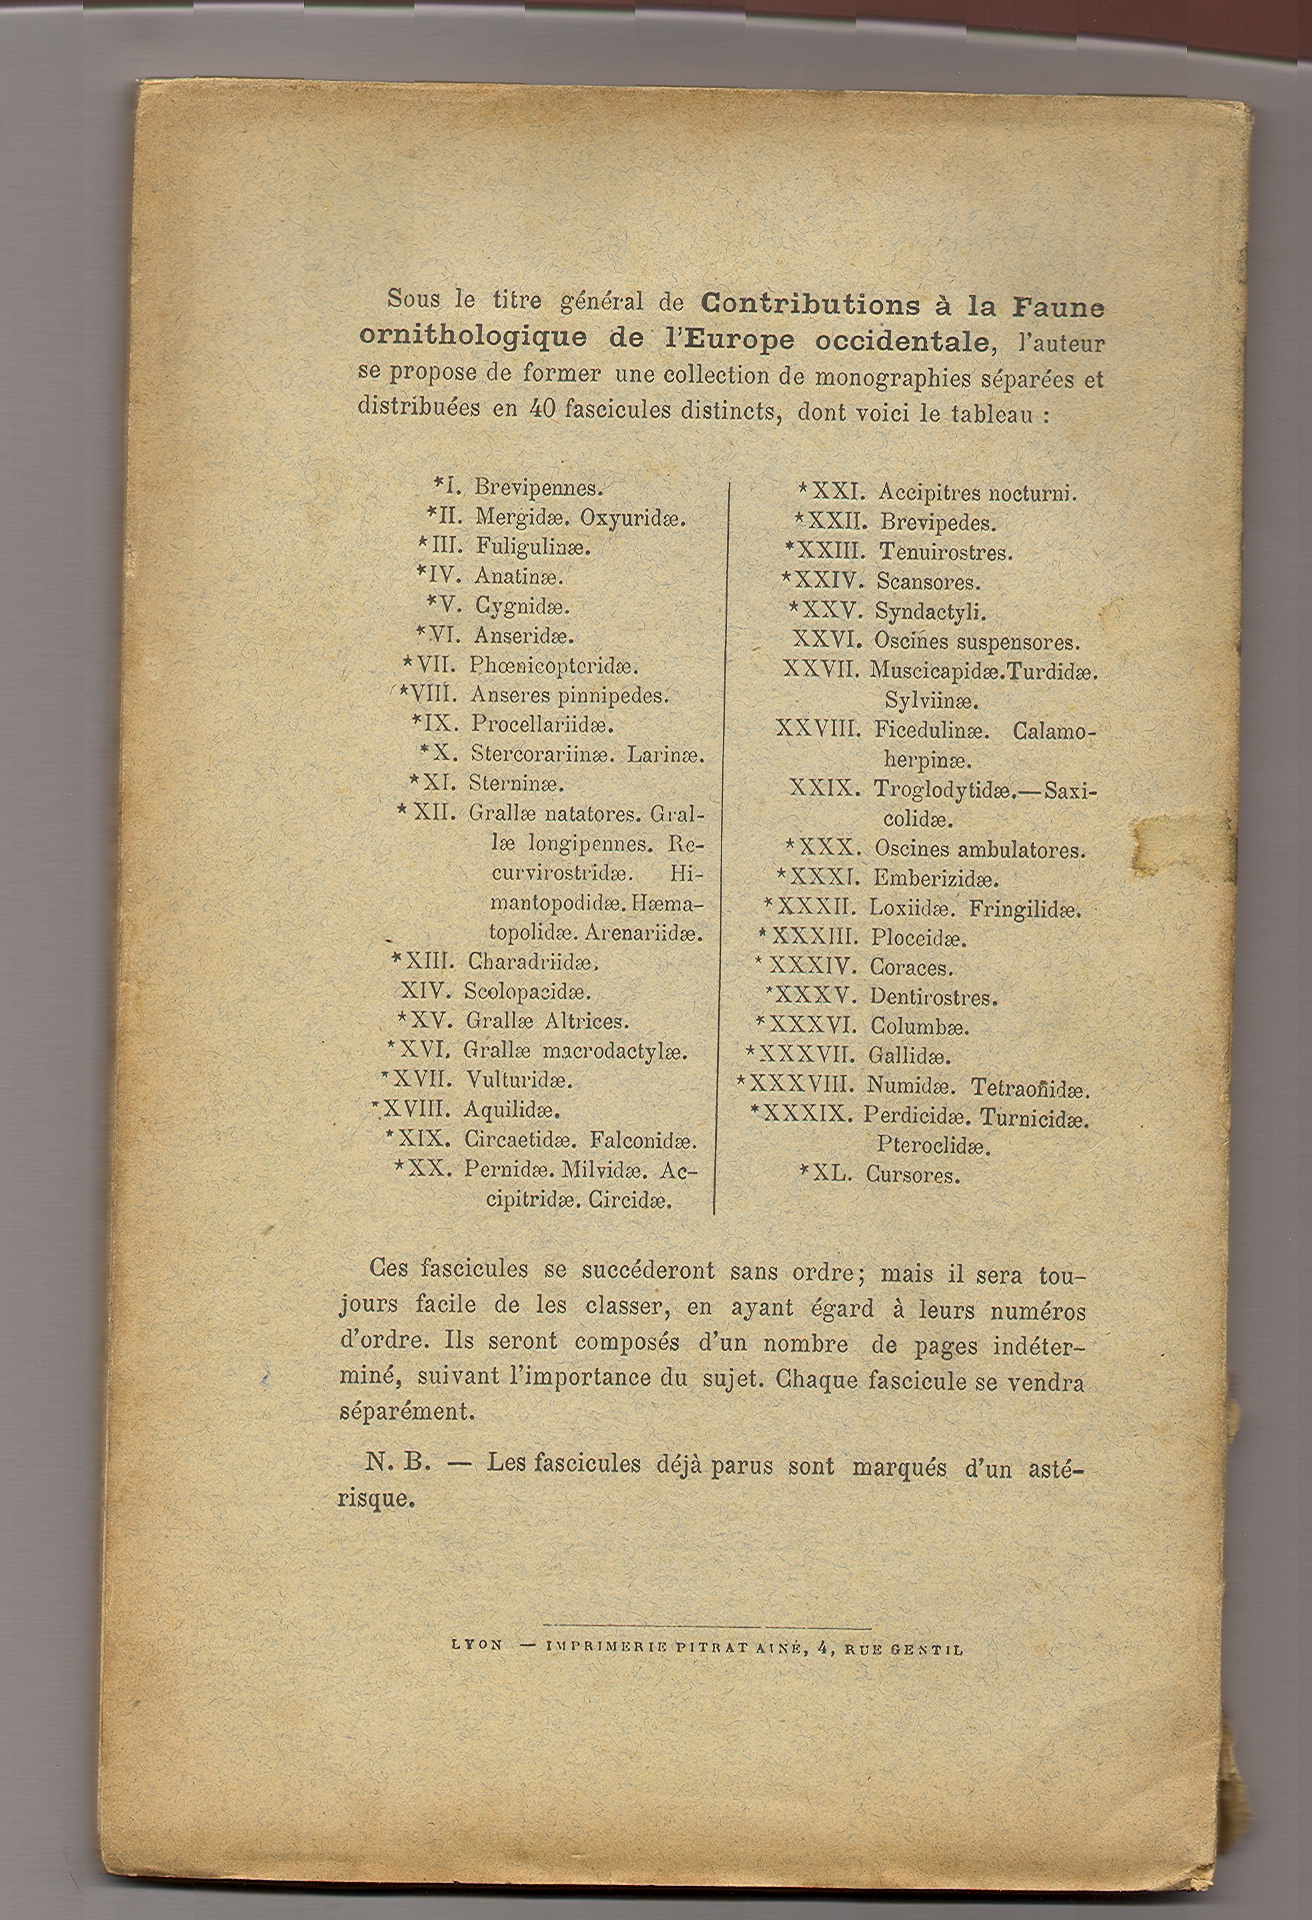 Sous le titre général de Contributions à la Faune
ornithologique de l'Europe occidentale, l'auteur
se propose de former une collection de monographies séparées et
distribuées en 40 fascicules distincts, dont voici le tableau :
*I. Brevipennes.
*II. Mergidæ. Oxyuridæ.
*III. Fuligulinæ.
*IV. Anatinæ.
*V. Cygnidæ.
*VI. Anseridæ.
*VII. Phœnicopteridæ.
*VIII. Anseres pinnipedes.
*IX. Procellariidæ.
*X. Stercorariinæ. Larinæ.
*XI. Sterninæ.
*XII. Grallæ natatores. Gral-
læ longipennes. Re-
curvirostridæ. Hi-
mantopodidæ. Hæma-
topolidæ. Arenariidæ.
*XIII. Charadriidæ.
XIV. Scolopacidæ.
*XV. Grallæ Altrices.
*XVI. Grallæ macrodactylæ.
*XVII. Vulturidæ.
*XVIII. Aquilidæ.
*XIX. Circaetidæ. Falconidæ.
*XX. Pernidæ. Milvidæ. Ac-
cipitridæ. Circidæ.
*XXI. Accipitres nocturni.
*XXII. Brevipedes.
*XXIII. Tenuirostres.
*XXIV. Scansores.
*XXV. Syndactyli.
XXVI. Oscines suspensores.
XXVII. Muscicapidæ. Turdidæ.
Sylviinæ.
XXVIII. Ficedulinæ. Calamo-
herpinæ.
XXIX. Troglodytidæ.—Saxi-
colidæ.
*XXX. Oscines ambulatores.
*XXXI. Emberizidæ.
*XXXII. Loxiidæ. Fringilidæ.
*XXXIII. Ploceidæ.
*XXXIV. Coraces.
*XXXV. Dentirostres.
*XXXVI. Columbæ.
*XXXVII. Gallidæ.
*XXXVIII. Numidæ. Tetraonidæ.
*XXXIX. Perdicidæ. Turnicidæ.
Pteroclidæ.
*XL. Cursores.
Ces fascicules se succéderont sans ordre; mais il sera tou-
jours facile de les classer, en ayant égard à leurs numéros
d'ordre. Ils seront composés d'un nombre de pages indéter-
miné, suivant l'importance du sujet. Chaque fascicule se vendra
séparément.
N. B. — Les fascicules déjà parus sont marqués d'un asté-
risque.
LYON — IMPRIMERIE PITRAT AINÉ, 4, RUE GENTIL